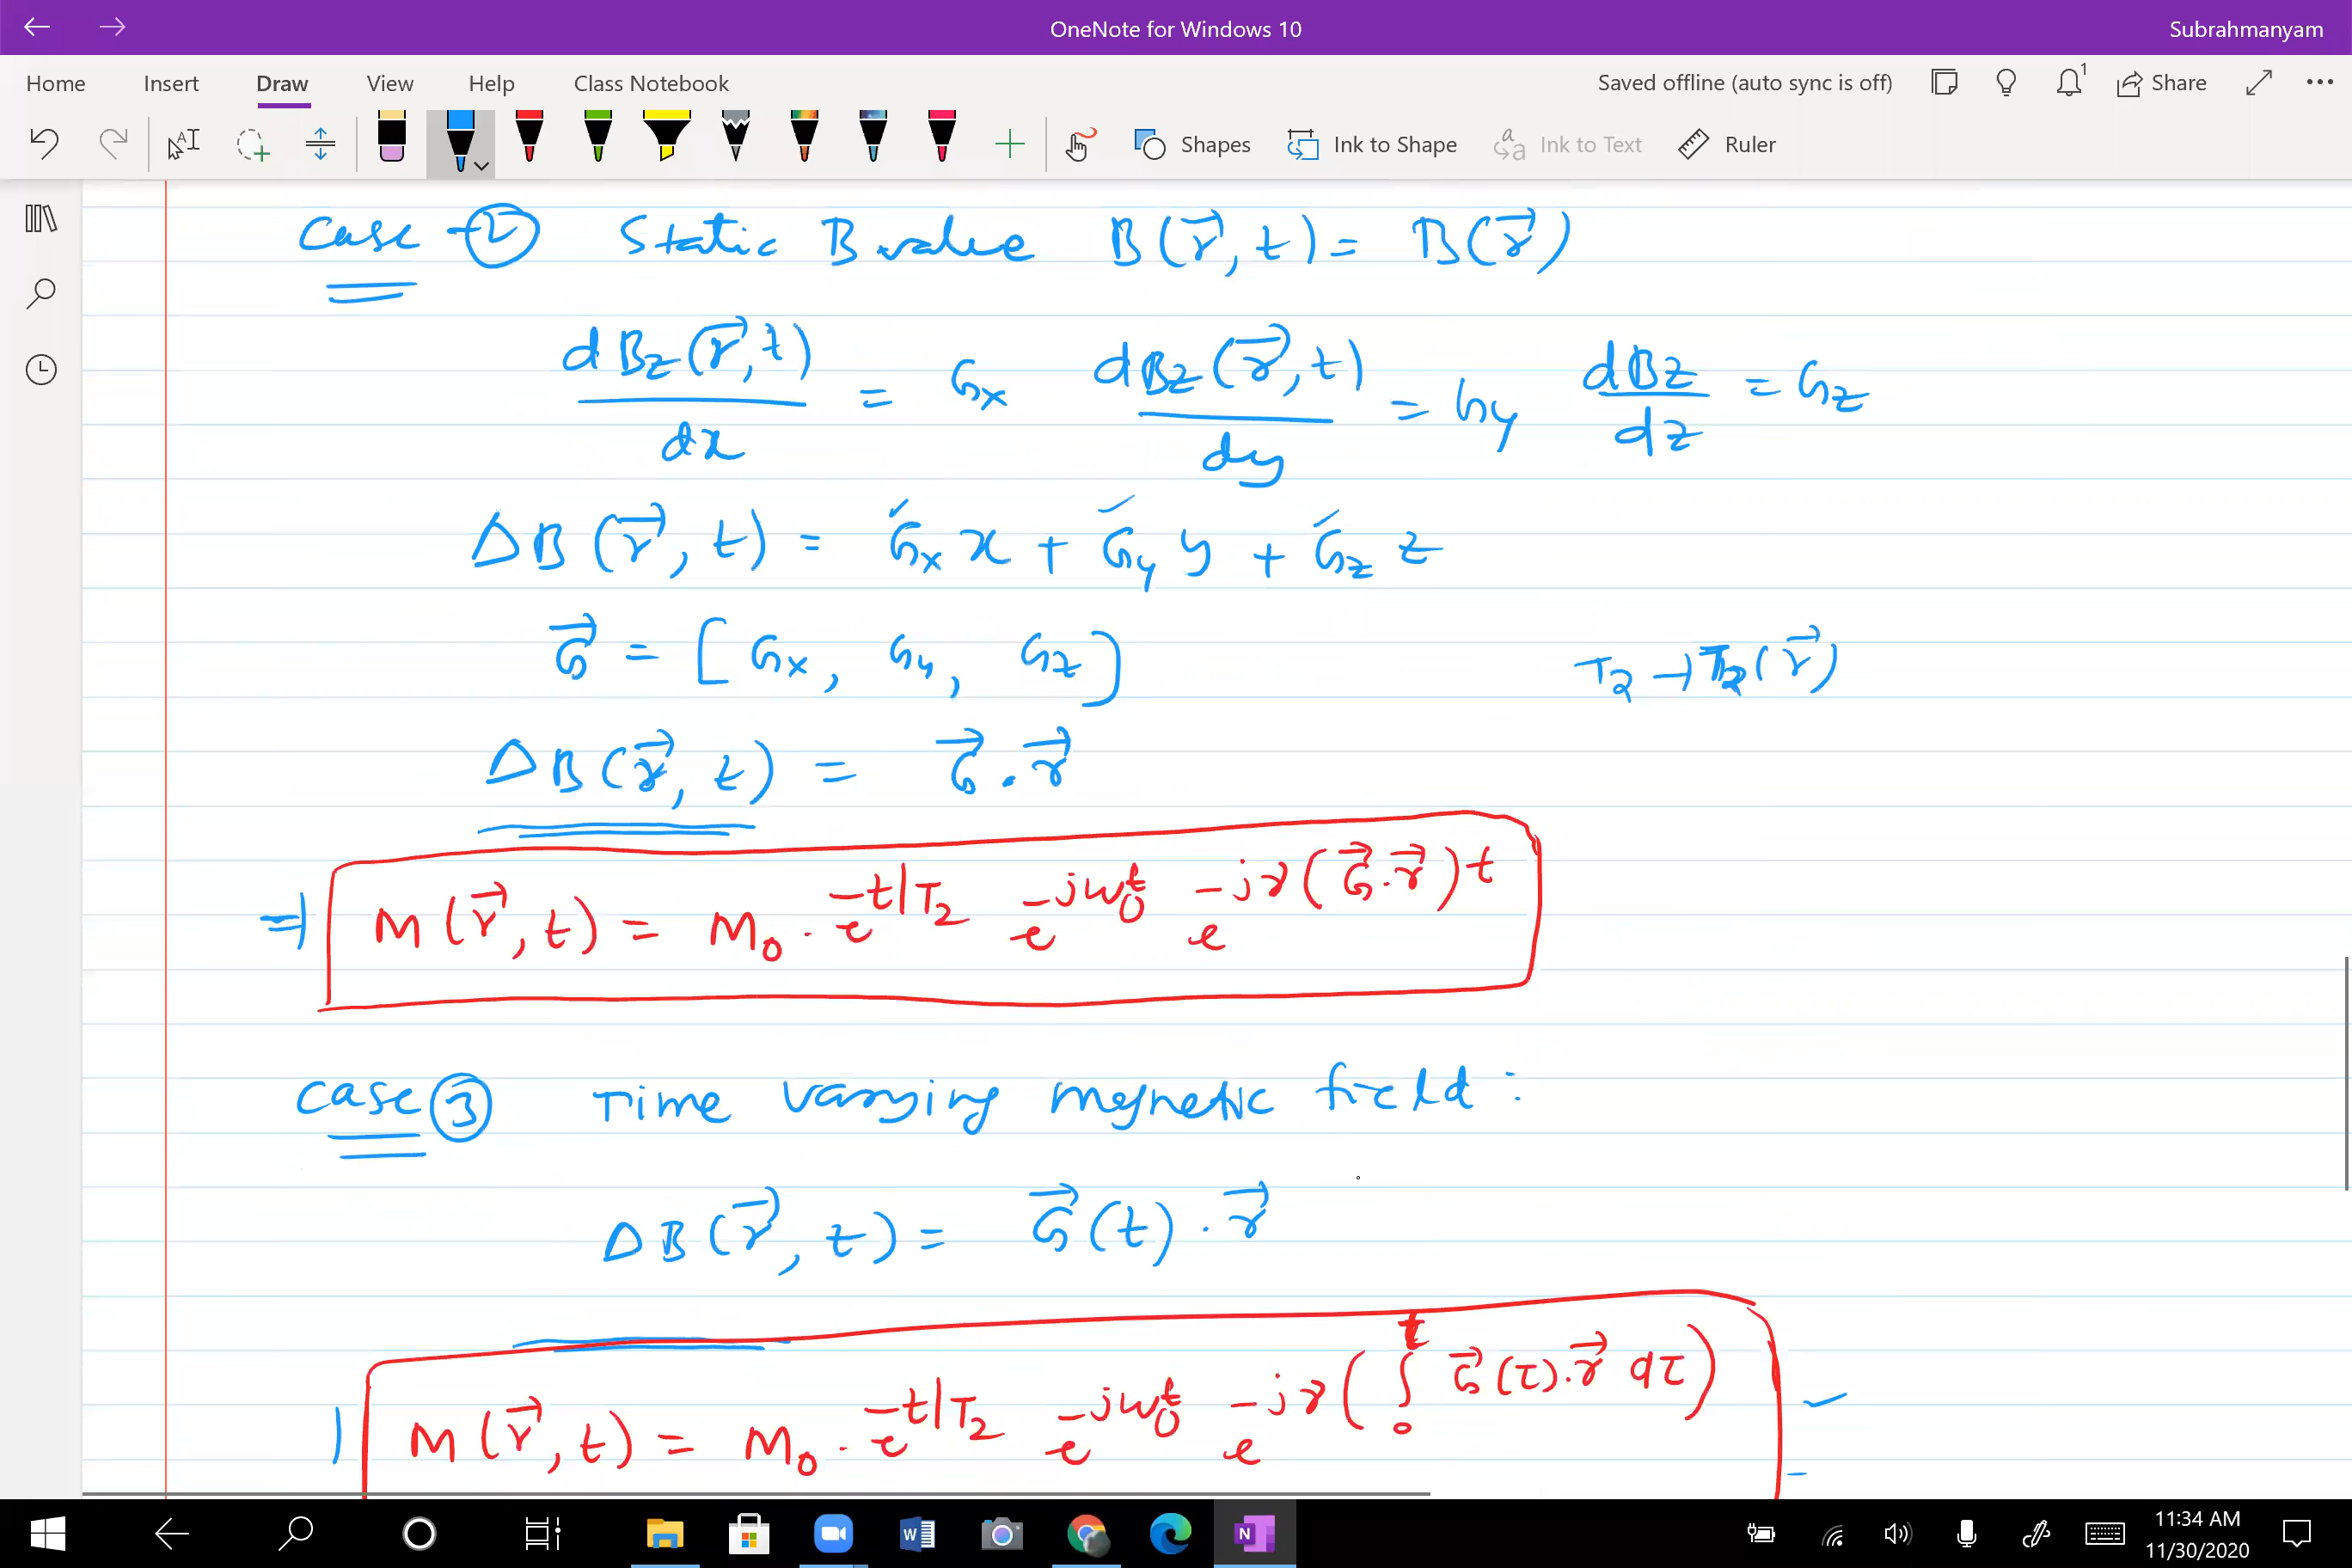 OneNote for Windows 10
Subrahmanyam
Home Insert Draw View Help Class Notebook
Saved offline (auto sync is off) 1 Share
Shapes Ink to Shape Ink to Text Ruler
Case - ② Static B value B(r⃗, t) = B(r⃗)
dBz(r⃗, t)/dx = Gx dBz(r⃗, t)/dy = Gy dBz/dz = Gz
ΔB(r⃗, t) = Gx x + Gy y + Gz z
G⃗ = [Gx, Gy, Gz]
T₂ → T₂(r⃗)
ΔB(r⃗, t) = G⃗ . r⃗
⇒ M(r⃗, t) = M₀ . e^(-t/T₂) e^(-jω₀t) e^(-jγ(G⃗.r⃗)t)
Case ③ Time varying magnetic field :
ΔB(r⃗, t) = G⃗(t) . r⃗
M(r⃗, t) = M₀ . e^(-t/T₂) e^(-jω₀t) e^(-jγ(∫₀^t G⃗(τ).r⃗ dτ))
11:34 AM
11/30/2020